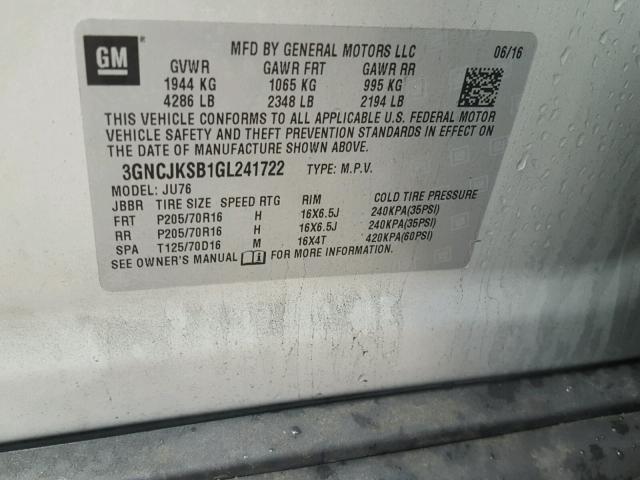 GM
MFD BY GENERAL MOTORS LLC 06/16
GVWR GAWR FRT GAWR RR
1944 KG 1065 KG 995 KG
4286 LB 2348 LB 2194 LB
THIS VEHICLE CONFORMS TO ALL APPLICABLE U.S. FEDERAL MOTOR
VEHICLE SAFETY AND THEFT PREVENTION STANDARDS IN EFFECT ON
THE DATE OF MANUFACTURE SHOWN ABOVE.
3GNCJKSB1GL241722 TYPE: M.P.V.
MODEL: JU76
JBBR TIRE SIZE SPEED RTG RIM COLD TIRE PRESSURE
FRT P205/70R16 H 16X6.5J 240KPA(35PSI)
RR P205/70R16 H 16X6.5J 240KPA(35PSI)
SPA T125/70D16 M 16X4T 420KPA(60PSI)
SEE OWNER'S MANUAL FOR MORE INFORMATION